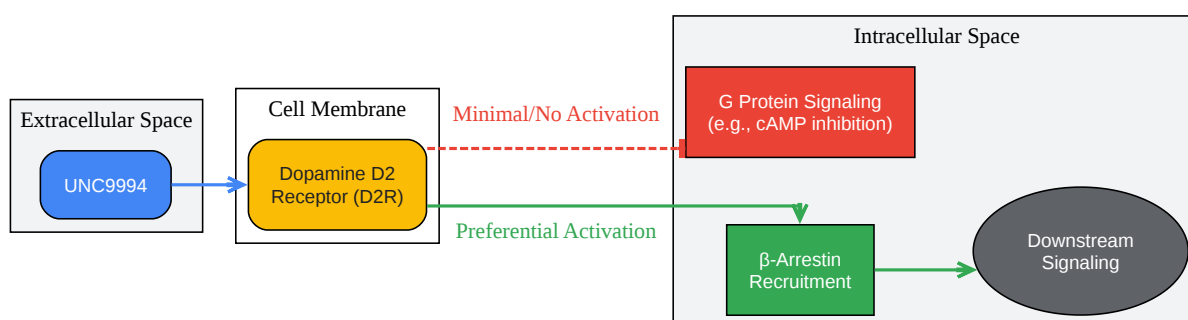 Extracellular Space
UNC9994
Cell Membrane
Dopamine D2
Receptor (D2R)
Minimal/No Activation
Preferential Activation
Intracellular Space
G Protein Signaling
(e.g., cAMP inhibition)
β-Arrestin
Recruitment
Downstream
Signaling